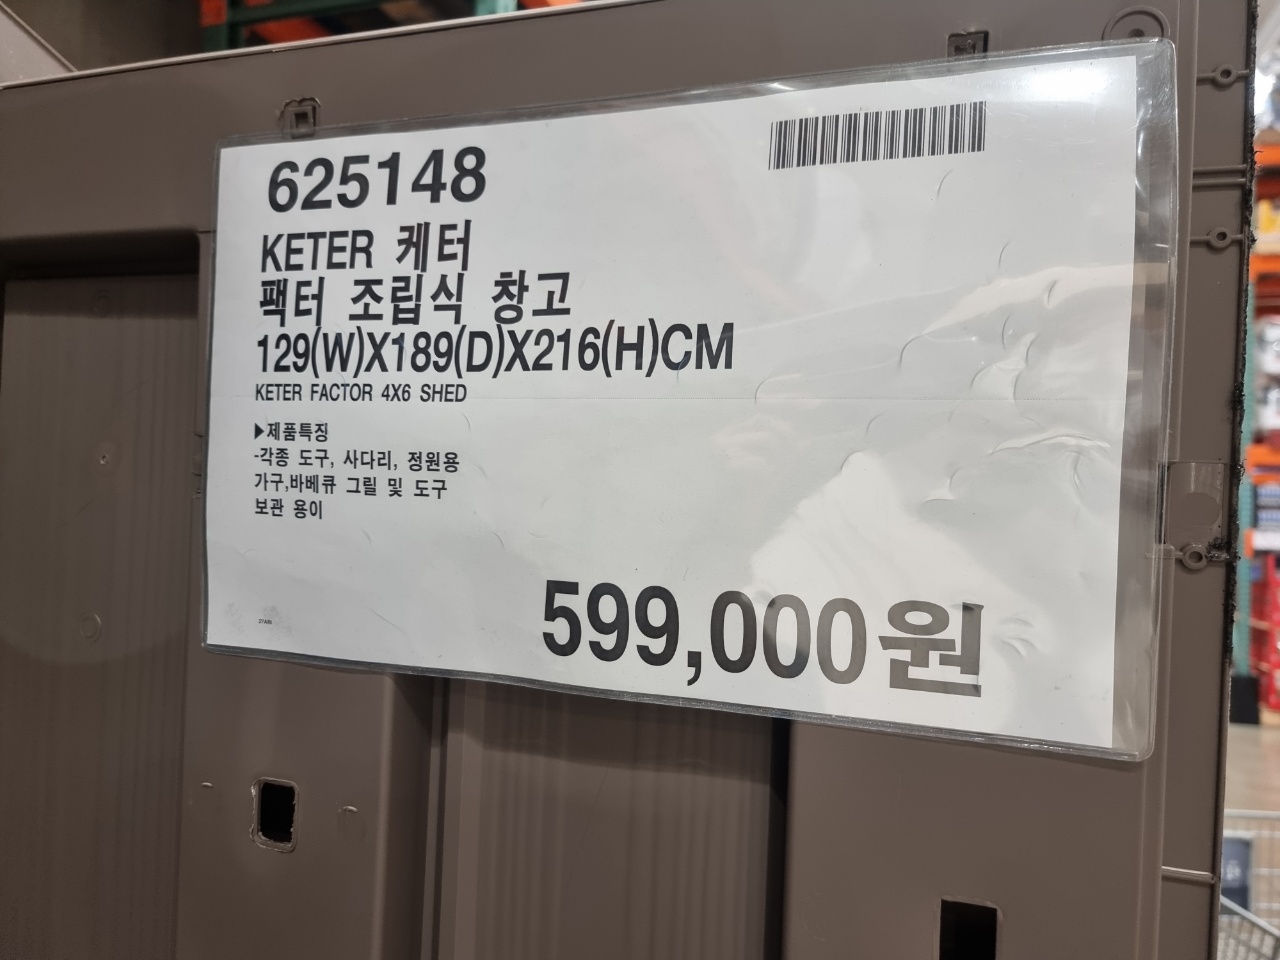 625148
KETER 케터
팩터 조립식 창고
129(W)X189(D)X216(H)CM
KETER FACTOR 4X6 SHED
▶제품특징
-각종 도구, 사다리, 정원용
가구,바베큐 그릴 및 도구
보관 용이
599,000원